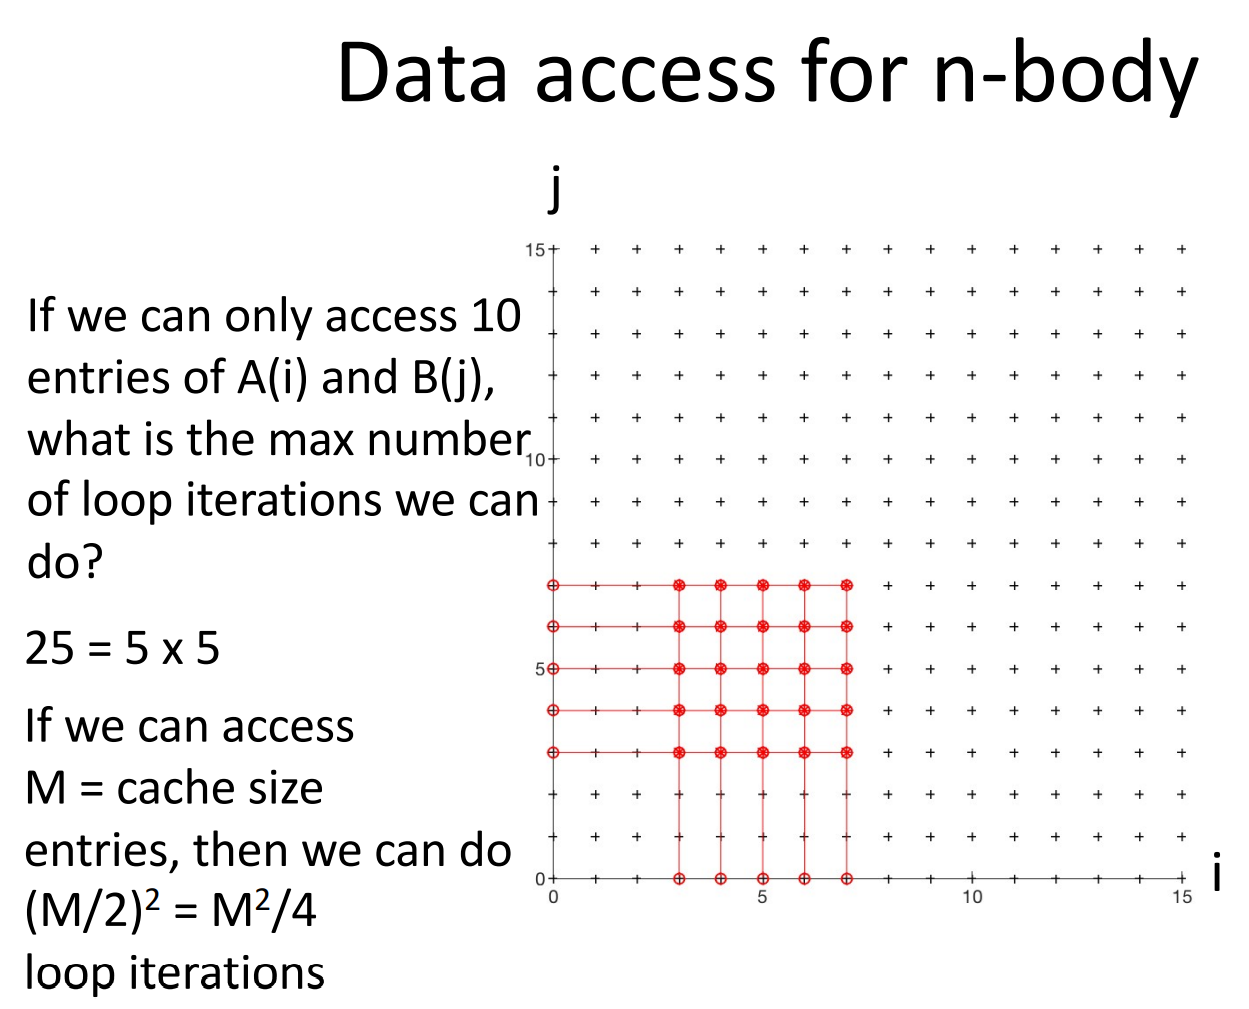 Data access for n-body
j
If we can only access 10
entries of A(i) and B(j),
what is the max number
of loop iterations we can
do?
25 = 5 x 5
If we can access
M = cache size
entries, then we can do
(M/2)² = M²/4
loop iterations
15
10
5
0
0 5 10 15
i